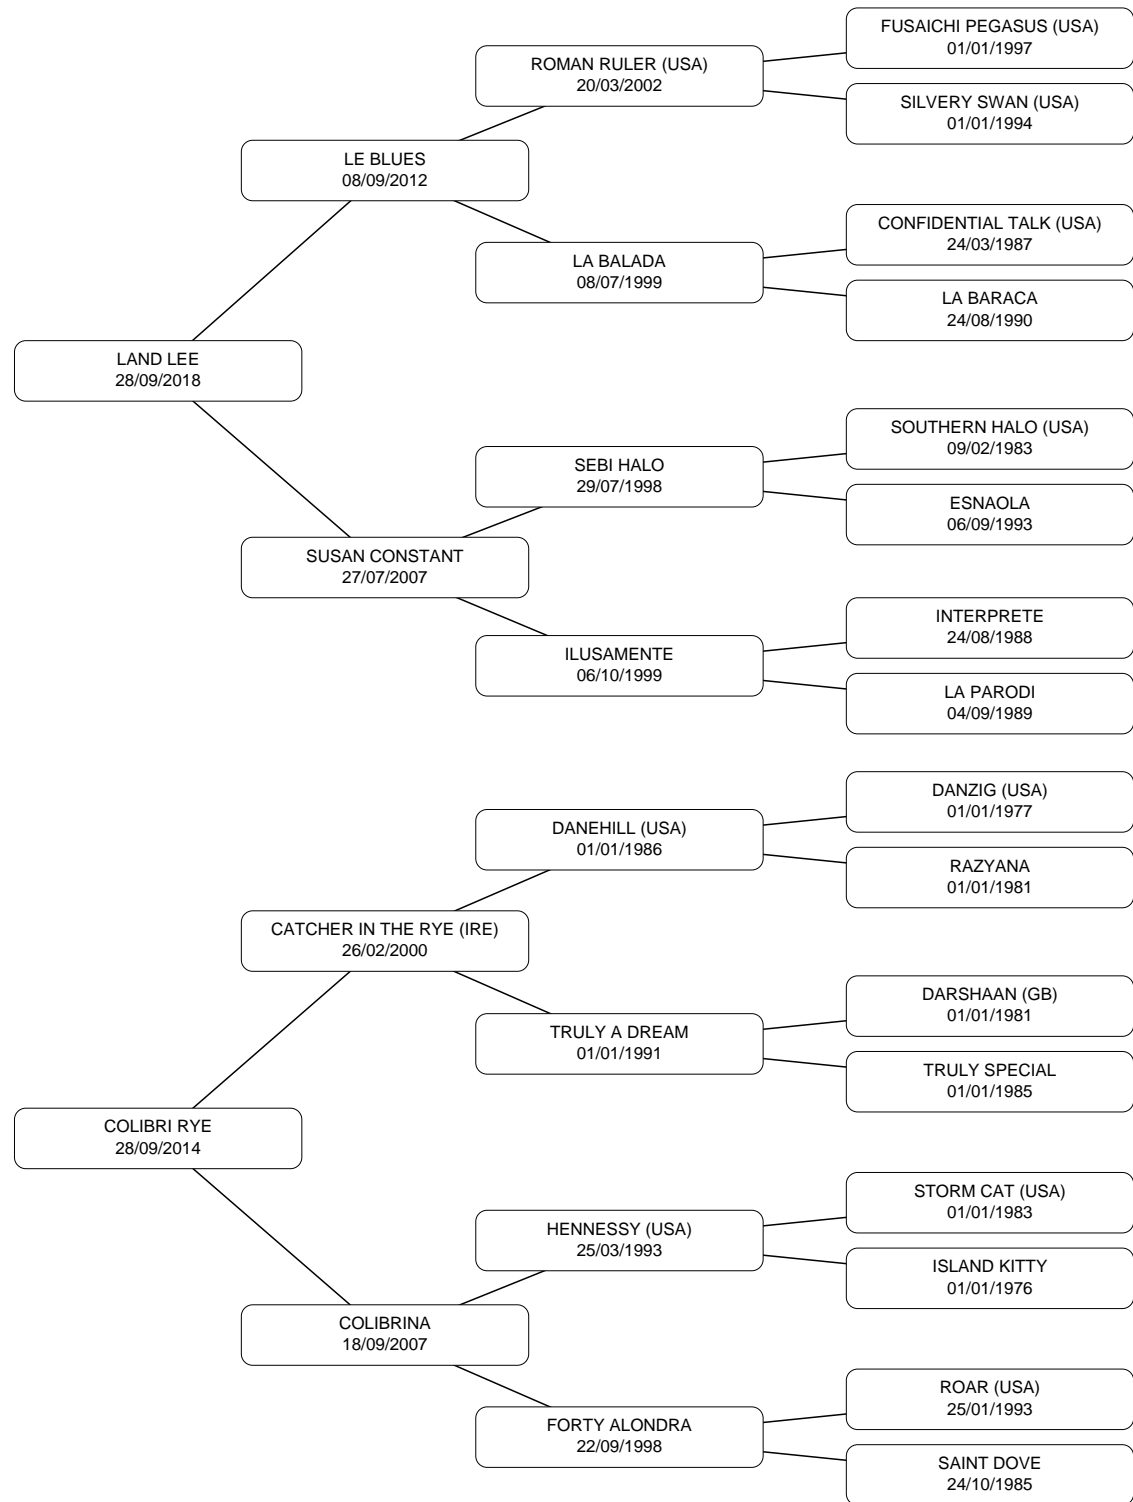 FUSAICHI PEGASUS (USA)
01/01/1997
ROMAN RULER (USA)
20/03/2002
SILVERY SWAN (USA)
01/01/1994
LE BLUES
08/09/2012
CONFIDENTIAL TALK (USA)
24/03/1987
LA BALADA
08/07/1999
LA BARACA
24/08/1990
LAND LEE
28/09/2018
SOUTHERN HALO (USA)
09/02/1983
SEBI HALO
29/07/1998
ESNAOLA
06/09/1993
SUSAN CONSTANT
27/07/2007
INTERPRETE
24/08/1988
ILUSAMENTE
06/10/1999
LA PARODI
04/09/1989
DANZIG (USA)
01/01/1977
DANEHILL (USA)
01/01/1986
RAZYANA
01/01/1981
CATCHER IN THE RYE (IRE)
26/02/2000
DARSHAAN (GB)
01/01/1981
TRULY A DREAM
01/01/1991
TRULY SPECIAL
01/01/1985
COLIBRI RYE
28/09/2014
STORM CAT (USA)
01/01/1983
HENNESSY (USA)
25/03/1993
ISLAND KITTY
01/01/1976
COLIBRINA
18/09/2007
ROAR (USA)
25/01/1993
FORTY ALONDRA
22/09/1998
SAINT DOVE
24/10/1985